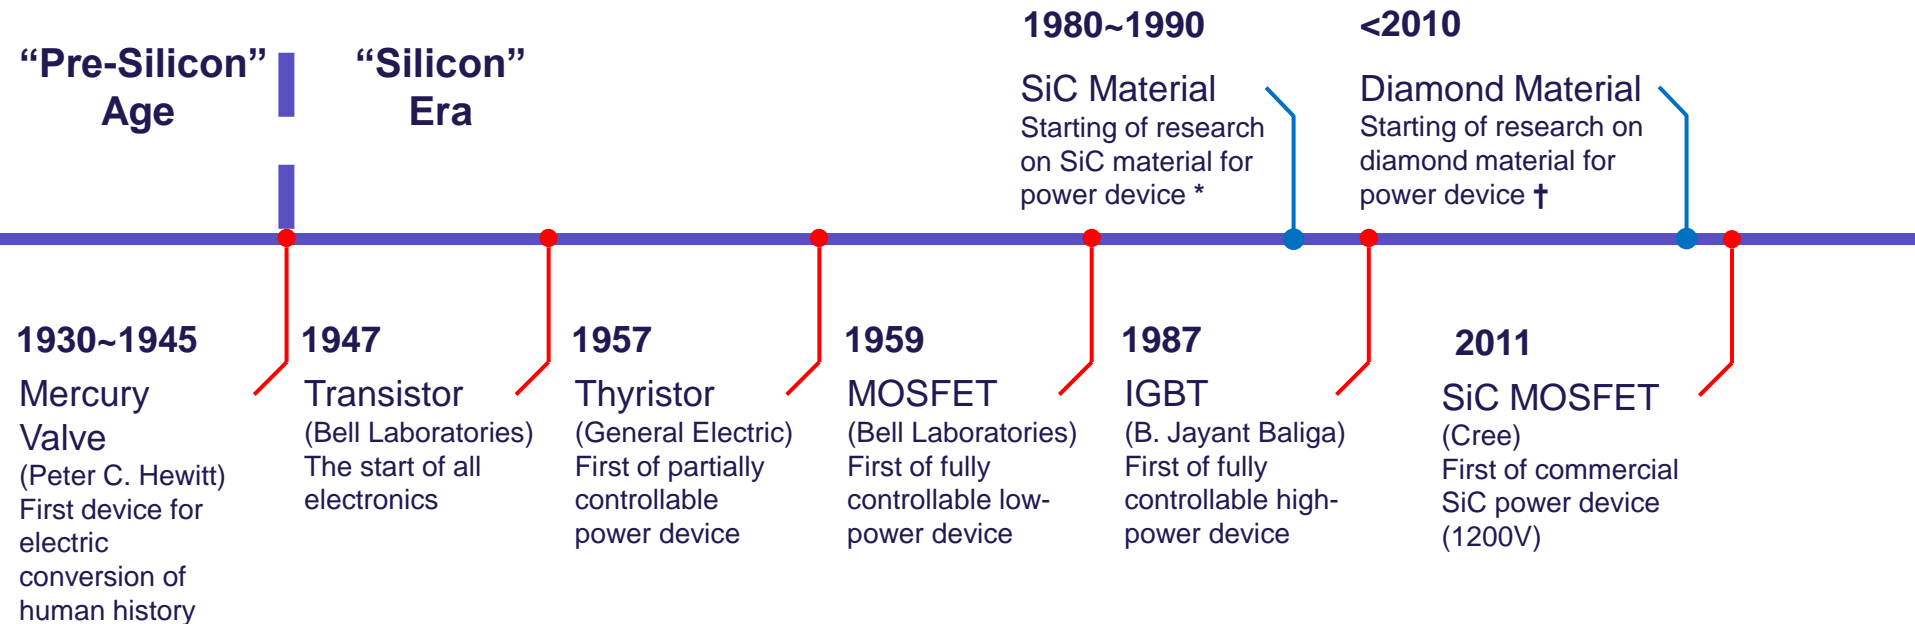 “Pre-Silicon”
Age
“Silicon”
Era
1980~1990
SiC Material
Starting of research
on SiC material for
power device *
<2010
Diamond Material
Starting of research on
diamond material for
power device †
1930~1945
Mercury
Valve
(Peter C. Hewitt)
First device for
electric
conversion of
human history
1947
Transistor
(Bell Laboratories)
The start of all
electronics
1957
Thyristor
(General Electric)
First of partially
controllable
power device
1959
MOSFET
(Bell Laboratories)
First of fully
controllable low-
power device
1987
IGBT
(B. Jayant Baliga)
First of fully
controllable high-
power device
2011
SiC MOSFET
(Cree)
First of commercial
SiC power device
(1200V)